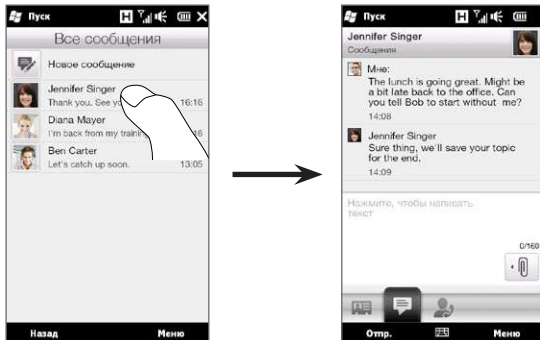 Пуск
Все сообщения
Новое сообщение
Jennifer Singer
Thank you. See yo 16:16
Diana Mayer
I'm back from my training 16
Ben Carter
Let's catch up soon. 13:05
Назад Меню
Пуск
Jennifer Singer
Сообщения
Мне:
The lunch is going great. Might be
a bit late back to the office. Can
you tell Bob to start without me?
14:08
Jennifer Singer
Sure thing, we'll save your topic
for the end.
14:09
Нажмите, чтобы написать
текст
0/160
Отпр. Меню